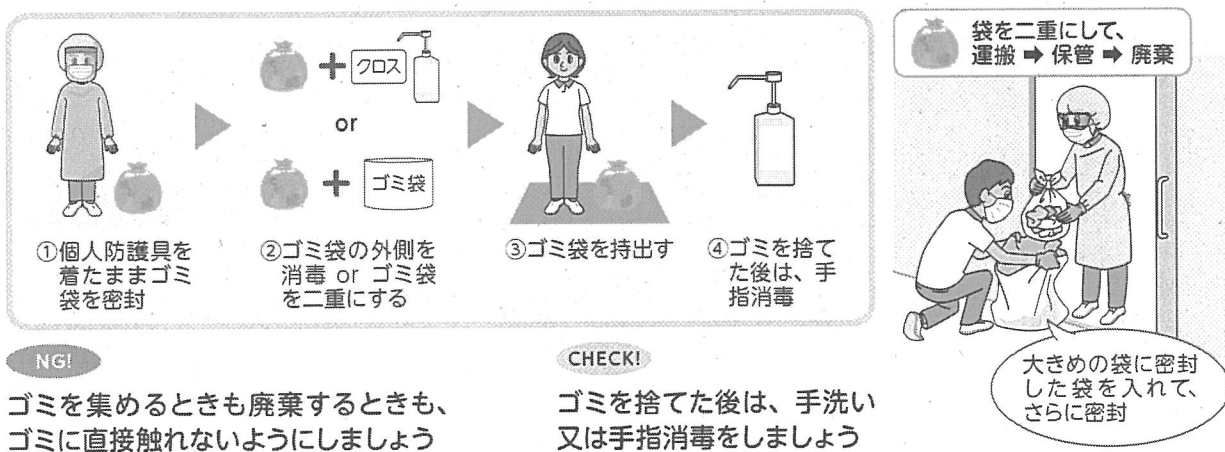 クロス
or
ゴミ袋
①個人防護具を
着たままゴミ
袋を密封
②ゴミ袋の外側を
消毒 or ゴミ袋
を二重にする
③ゴミ袋を持出す
④ゴミを捨て
た後は、手
指消毒
袋を二重にして、
運搬 ➡ 保管 ➡ 廃棄
大きめの袋に密封
した袋を入れて、
さらに密封
NG!
ゴミを集めるときも廃棄するときも、
ゴミに直接触れないようにしましょう
CHECK!
ゴミを捨てた後は、手洗い
又は手指消毒をしましょう